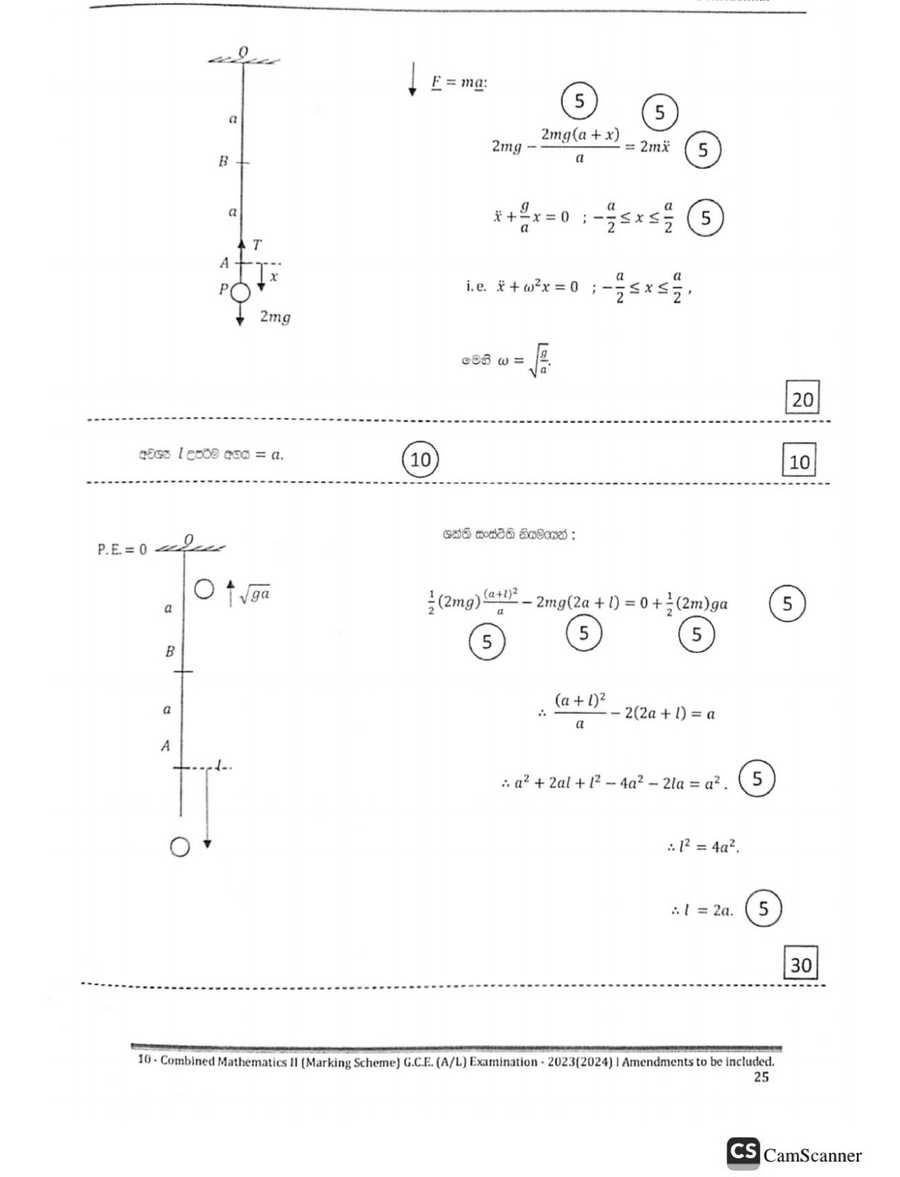 O
a
B
a
T
A
x
P
2mg
↓ F = ma:
5 5
2mg − 2mg(a + x)/a = 2mẍ 5
ẍ + g/a x = 0 ; −a/2 ≤ x ≤ a/2 5
i.e. ẍ + ω²x = 0 ; −a/2 ≤ x ≤ a/2 ,
මෙහි ω = √(g/a).
20
අවශ්‍ය l උපරිම අගය = a.
10
10
P.E. = 0
O
√ga
a
B
a
A
l
ශක්ති සංස්ථිති නියමයෙන් :
½(2mg)(a+l)²/a − 2mg(2a + l) = 0 + ½(2m)ga 5
5 5 5
∴ (a + l)²/a − 2(2a + l) = a
∴ a² + 2al + l² − 4a² − 2la = a² . 5
∴ l² = 4a².
∴ l = 2a. 5
30
10 - Combined Mathematics II (Marking Scheme) G.C.E. (A/L) Examination - 2023(2024) | Amendments to be included.
25
CS CamScanner